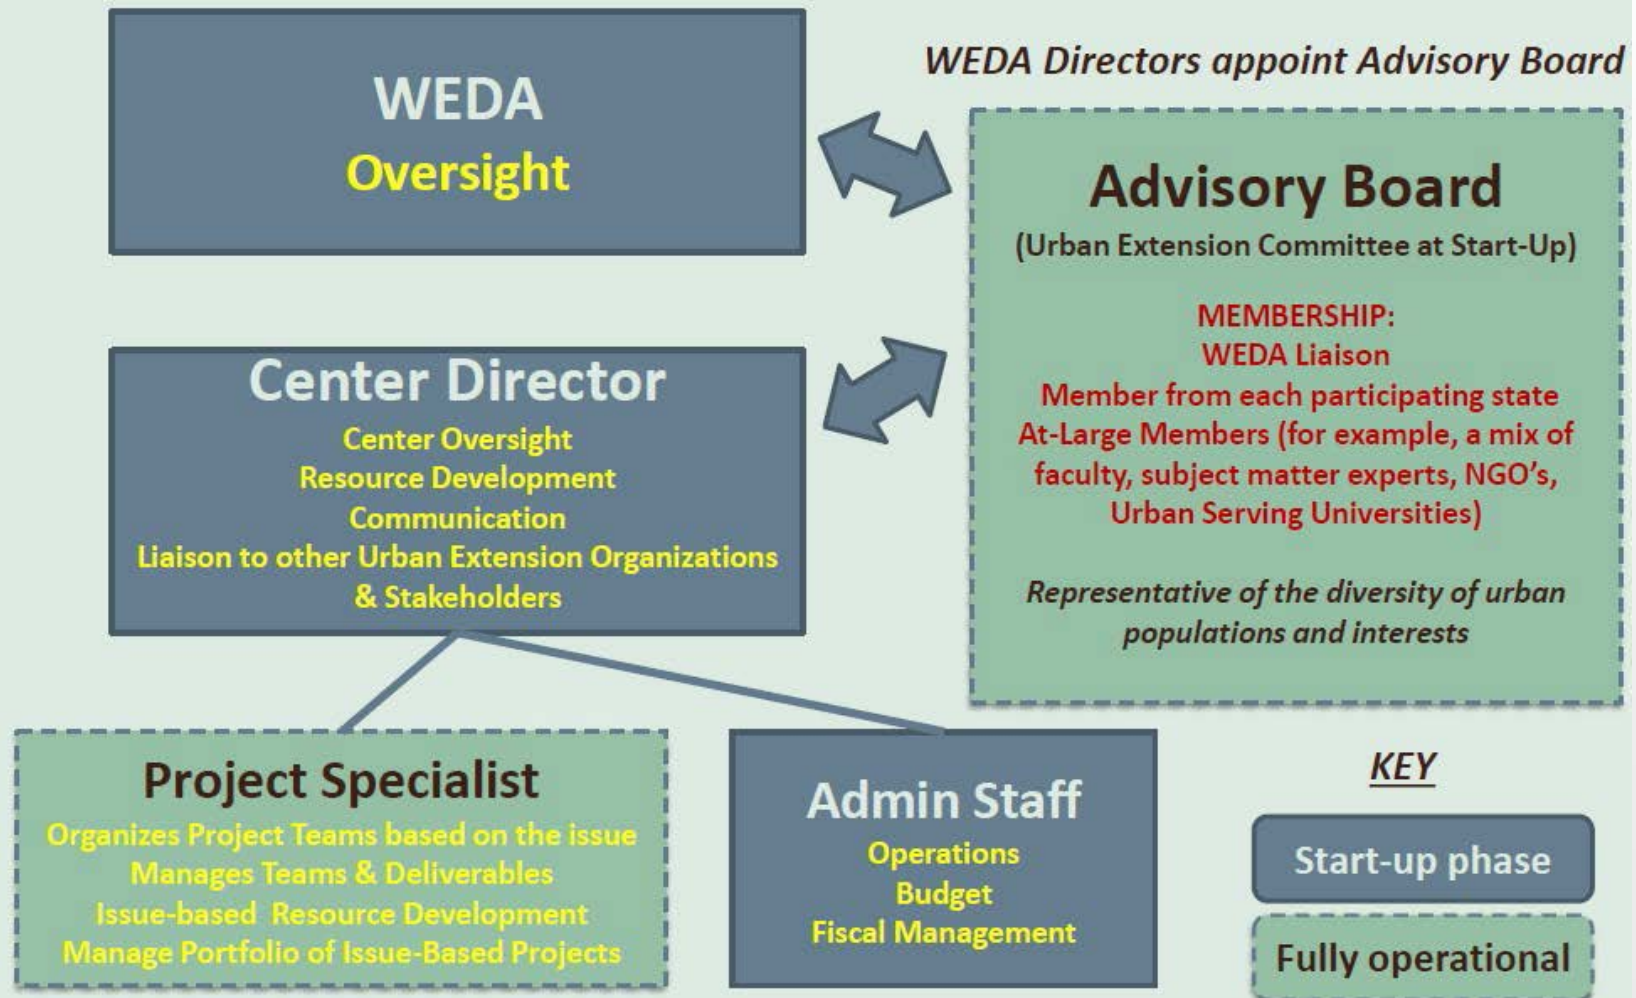 WEDA
Oversight
WEDA Directors appoint Advisory Board
Advisory Board
(Urban Extension Committee at Start-Up)
MEMBERSHIP:
WEDA Liaison
Member from each participating state
At-Large Members (for example, a mix of
faculty, subject matter experts, NGO's,
Urban Serving Universities)
Representative of the diversity of urban
populations and interests
Center Director
Center Oversight
Resource Development
Communication
Liaison to other Urban Extension Organizations
& Stakeholders
Project Specialist
Organizes Project Teams based on the issue
Manages Teams & Deliverables
Issue-based Resource Development
Manage Portfolio of Issue-Based Projects
Admin Staff
Operations
Budget
Fiscal Management
KEY
Start-up phase
Fully operational